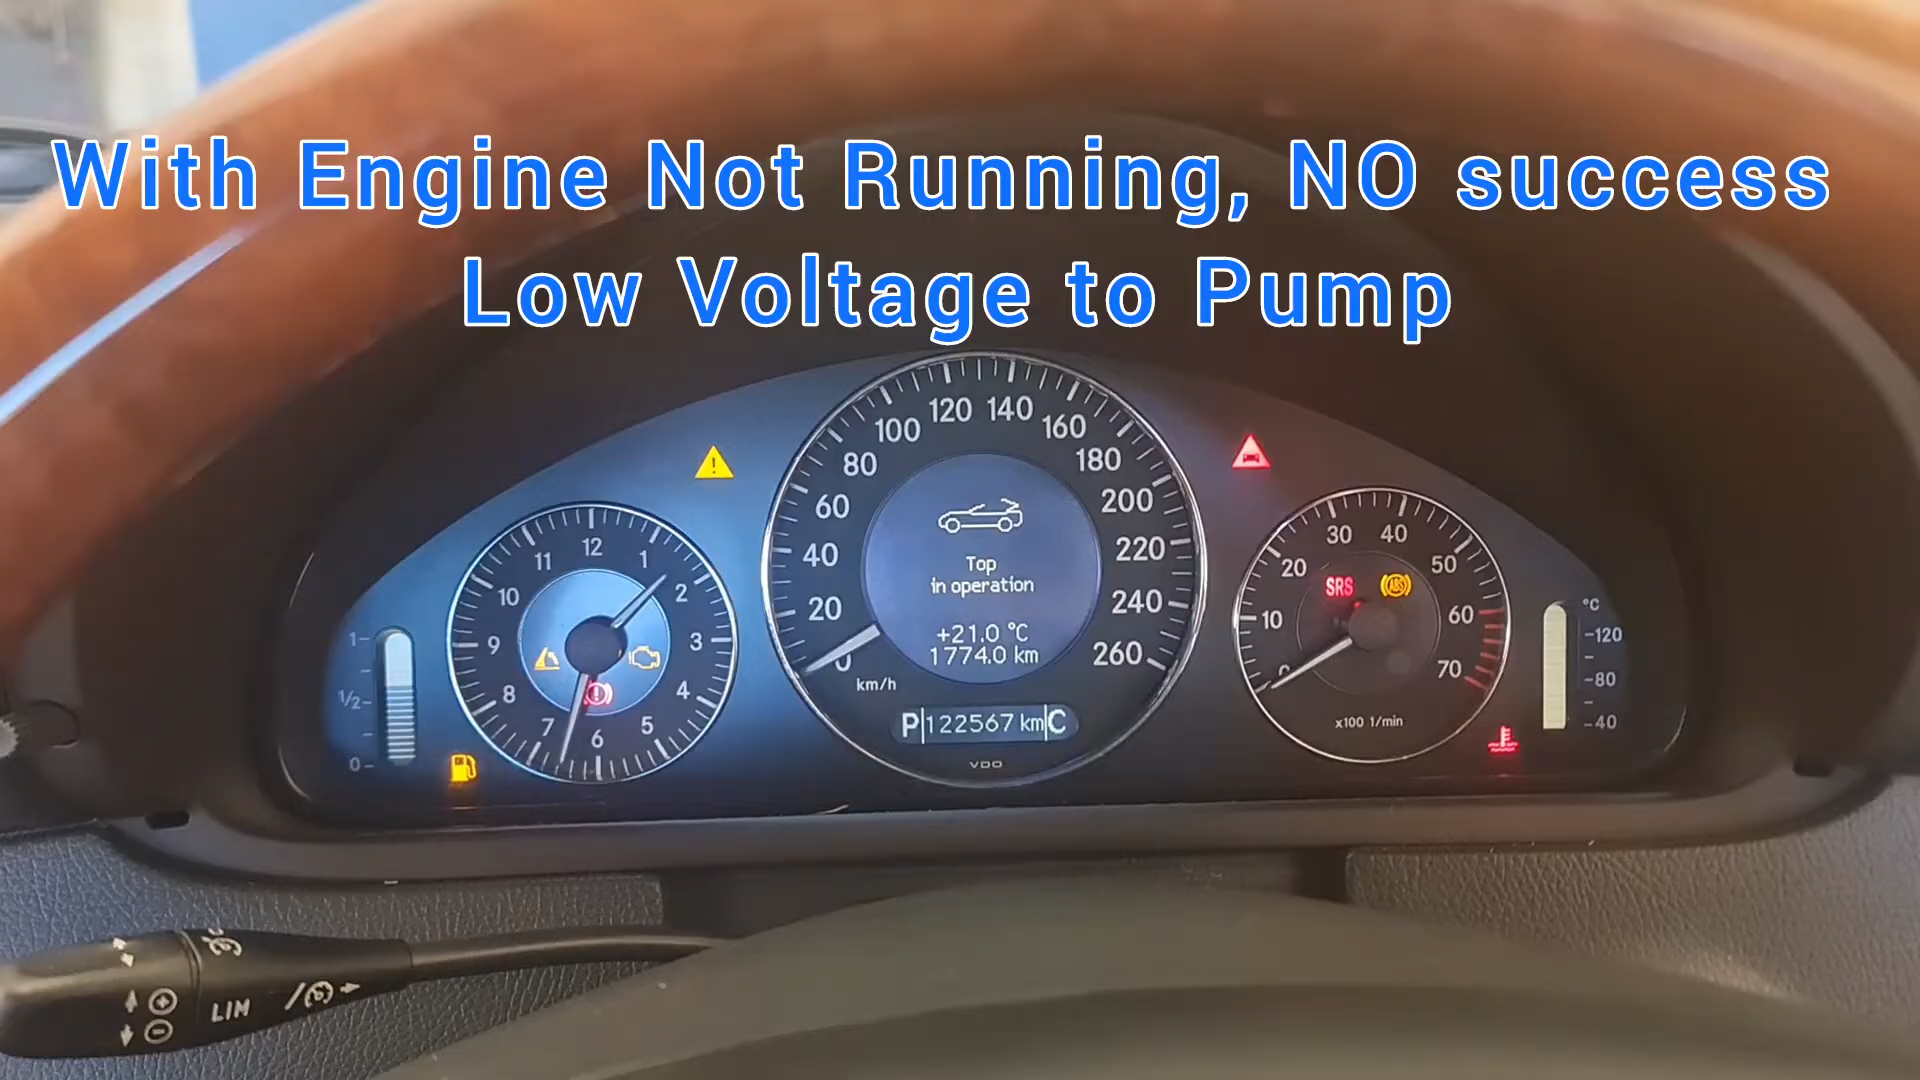 With Engine Not Running, NO success
Low Voltage to Pump
120 140
100 160
80 180
60 200
40 220
20 240
0 260
km/h
Top
in operation
+21.0 °C
1774.0 km
P 122567 km C
VDO
12
11 1
10 2
9 3
8 4
7 5
6
1
1/2
0
30 40
20 50
10 60
0 70
SRS ABS
x100 1/min
°C
120
80
40
LIM